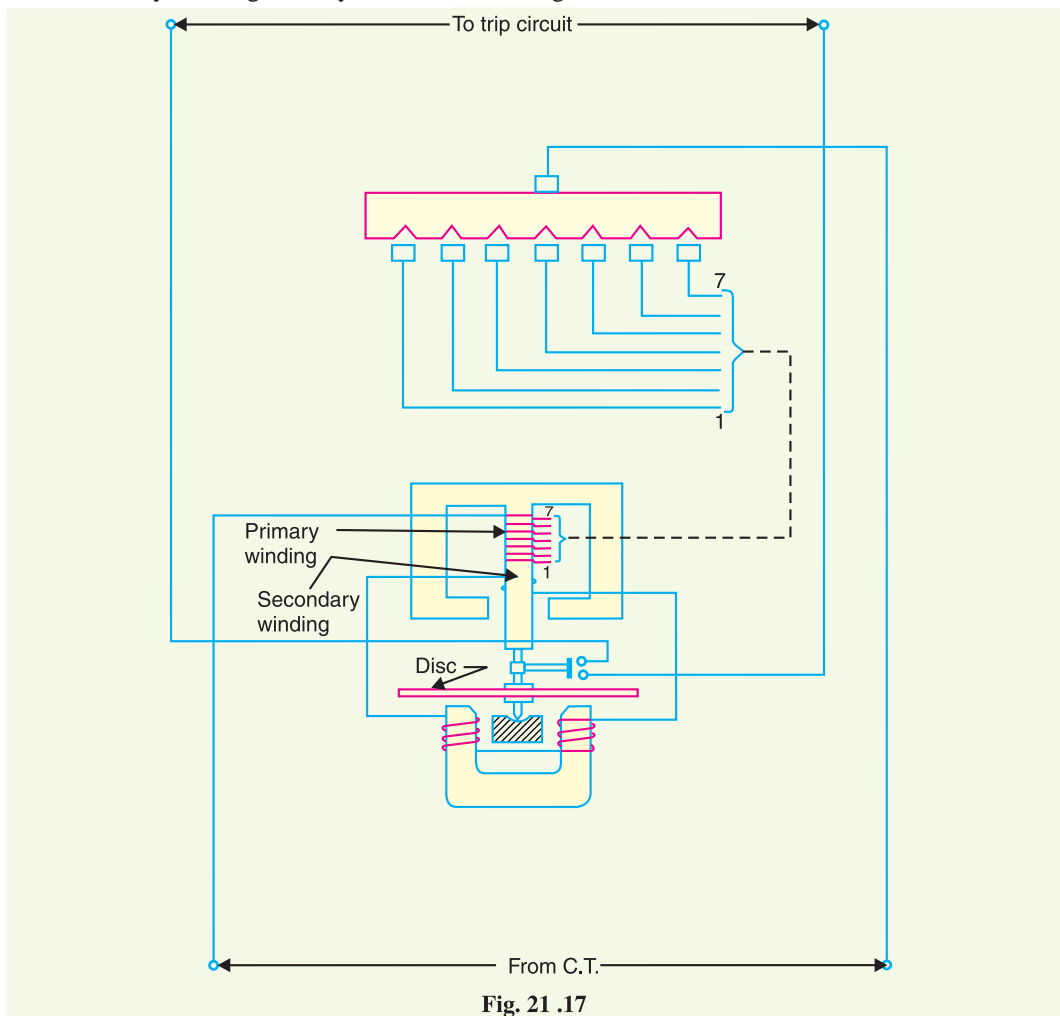 To trip circuit
7
1
7
Primary
winding
1
Secondary
winding
Disc
From C.T.
Fig. 21 .17